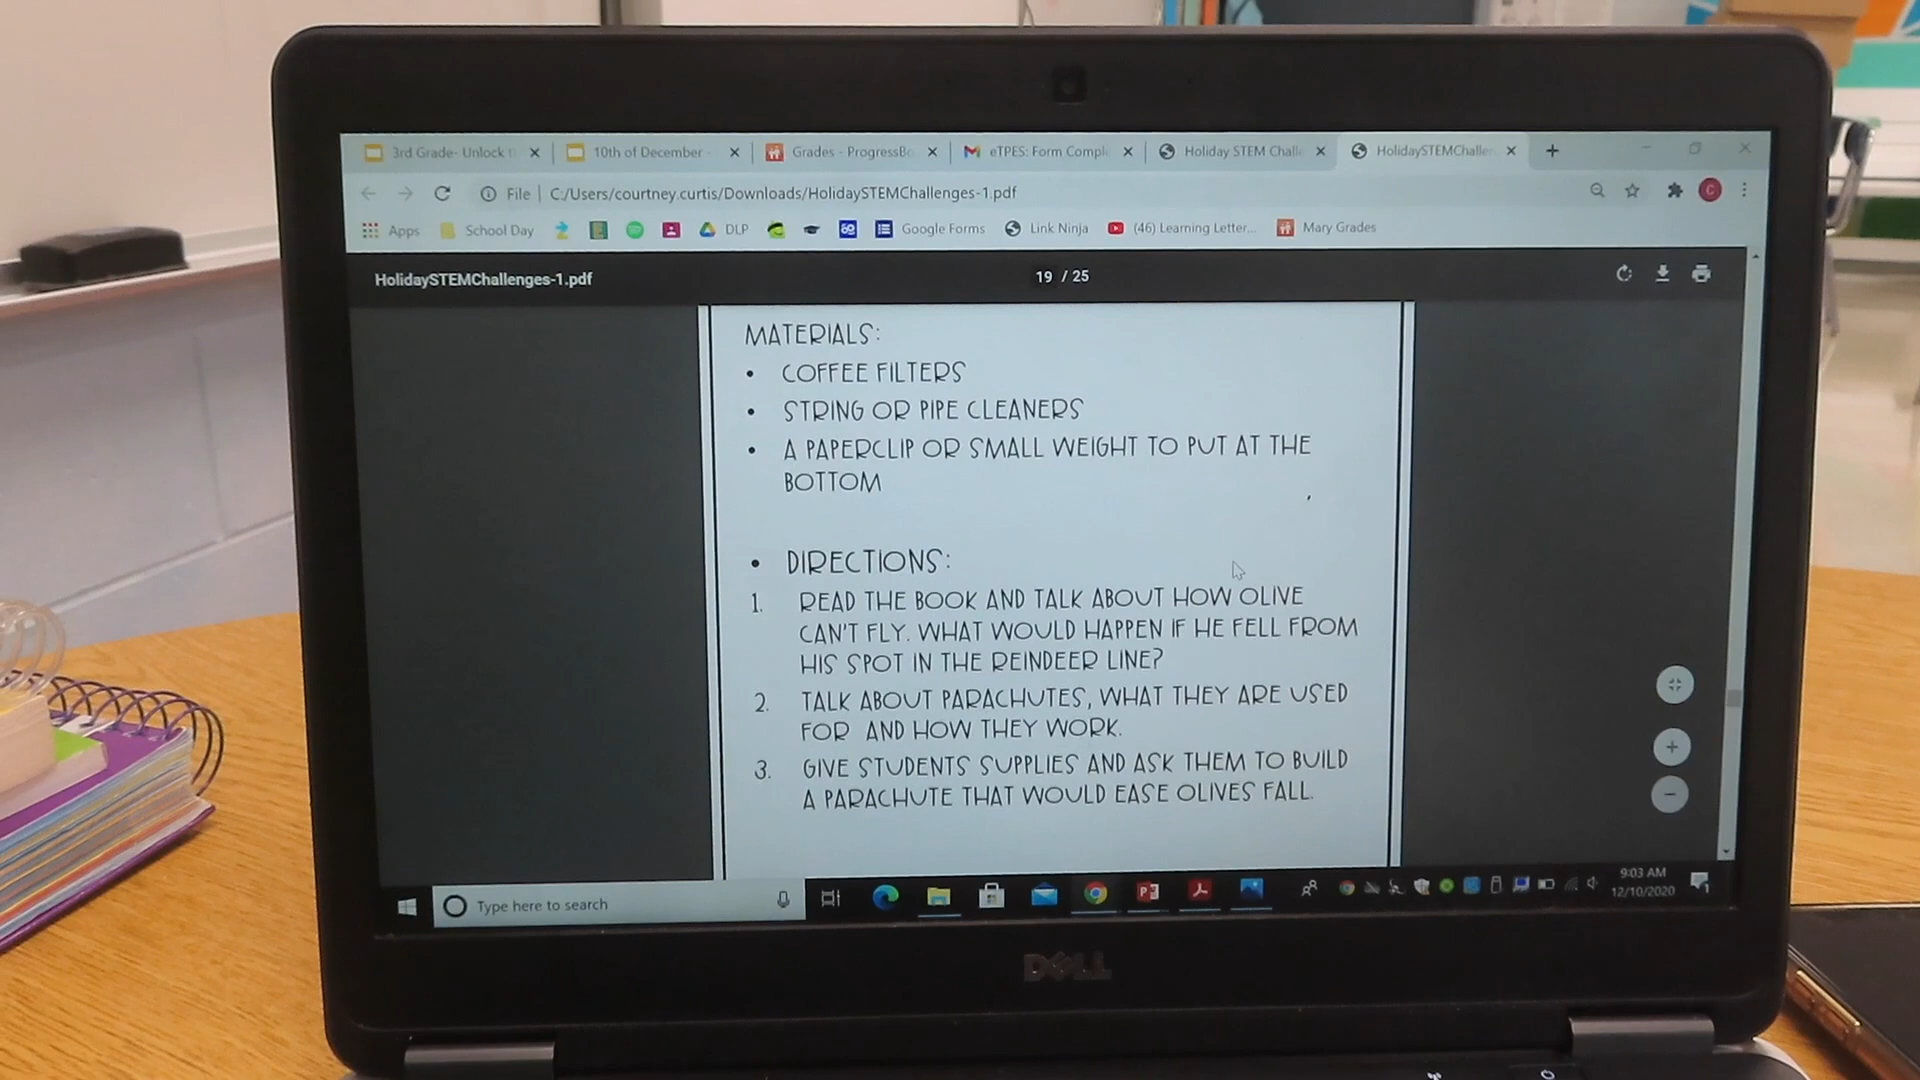 3rd Grade- Unlock t
10th of December -
Grades - ProgressBo
eTPES: Form Compl
Holiday STEM Challe
HolidaySTEMChallen
File
C:/Users/courtney.curtis/Downloads/HolidaySTEMChallenges-1.pdf
C
Apps
School Day
DLP
Google Forms
Link Ninja
(46) Learning Letter...
Mary Grades
HolidaySTEMChallenges-1.pdf
19 / 25
MATERIALS:
• COFFEE FILTERS
• STRING OR PIPE CLEANERS
• A PAPERCLIP OR SMALL WEIGHT TO PUT AT THE
BOTTOM
• DIRECTIONS:
1. READ THE BOOK AND TALK ABOUT HOW OLIVE
CAN'T FLY. WHAT WOULD HAPPEN IF HE FELL FROM
HIS SPOT IN THE REINDEER LINE?
2. TALK ABOUT PARACHUTES, WHAT THEY ARE USED
FOR AND HOW THEY WORK.
3. GIVE STUDENTS SUPPLIES AND ASK THEM TO BUILD
A PARACHUTE THAT WOULD EASE OLIVES FALL.
Type here to search
9:03 AM
12/10/2020
DELL